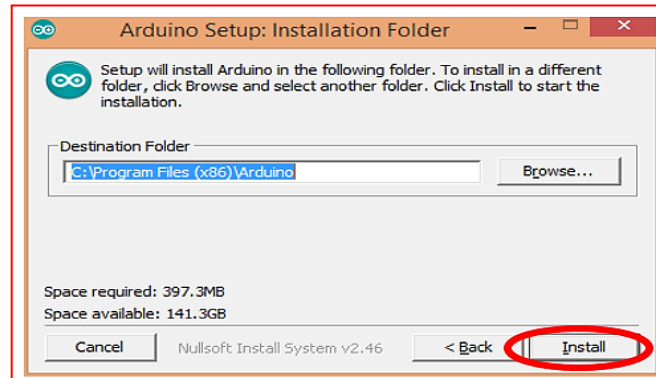 Arduino Setup: Installation Folder
Setup will install Arduino in the following folder. To install in a different
folder, click Browse and select another folder. Click Install to start the
installation.
Destination Folder
C:\Program Files (x86)\Arduino
Browse...
Space required: 397.3MB
Space available: 141.3GB
Cancel Nullsoft Install System v2.46 < Back Install